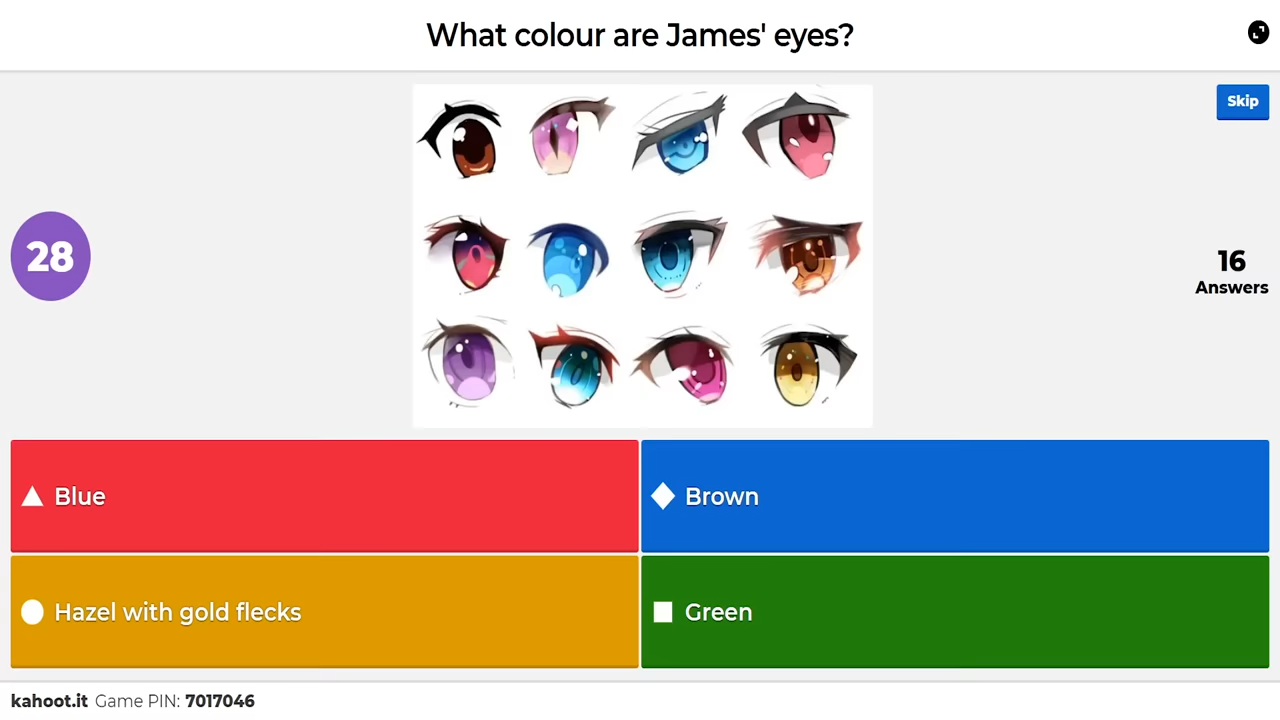 What colour are James' eyes?
Skip
28
16
Answers
Blue
Brown
Hazel with gold flecks
Green
kahoot.it Game PIN: 7017046